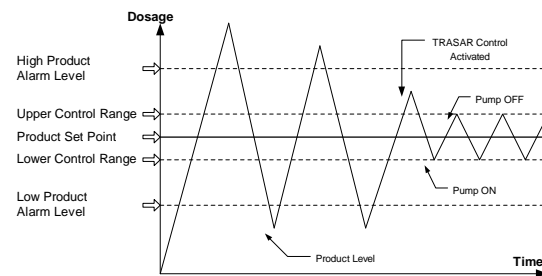 Dosage
High Product
Alarm Level
TRASAR Control
Activated
Upper Control Range
Pump OFF
Product Set Point
Lower Control Range
Pump ON
Low Product
Alarm Level
Product Level
Time